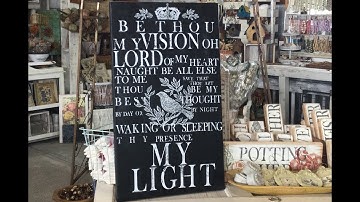 BE THOU
MY VISION OH
LORD OF MY HEART
NAUGHT BE ALL ELSE
TO ME SAVE THAT
THOU ART
THOU BE MY
BEST THOUGHT
BY DAY OR BY NIGHT
WAKING OR SLEEPING
THY PRESENCE
MY
LIGHT
POTTING